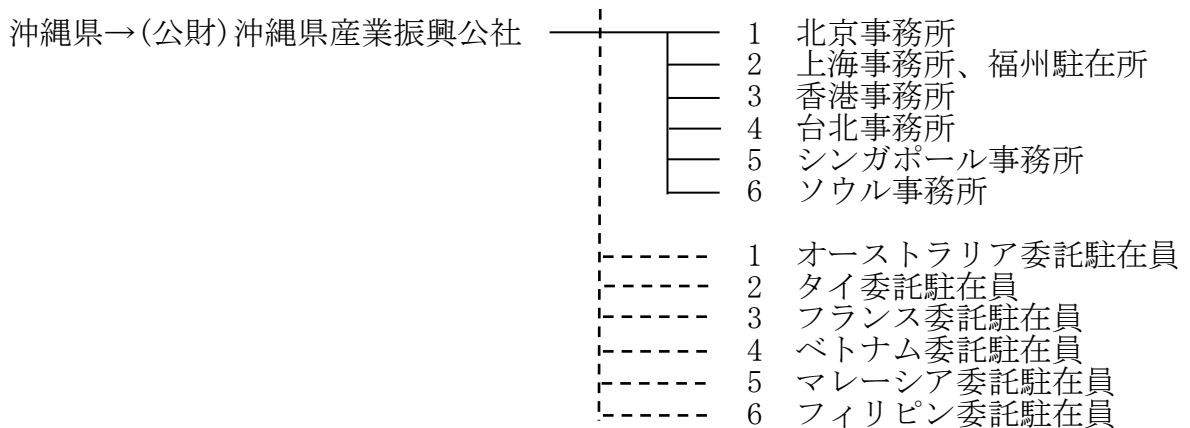 沖縄県→(公財)沖縄県産業振興公社
1 北京事務所
2 上海事務所、福州駐在所
3 香港事務所
4 台北事務所
5 シンガポール事務所
6 ソウル事務所
1 オーストラリア委託駐在員
2 タイ委託駐在員
3 フランス委託駐在員
4 ベトナム委託駐在員
5 マレーシア委託駐在員
6 フィリピン委託駐在員